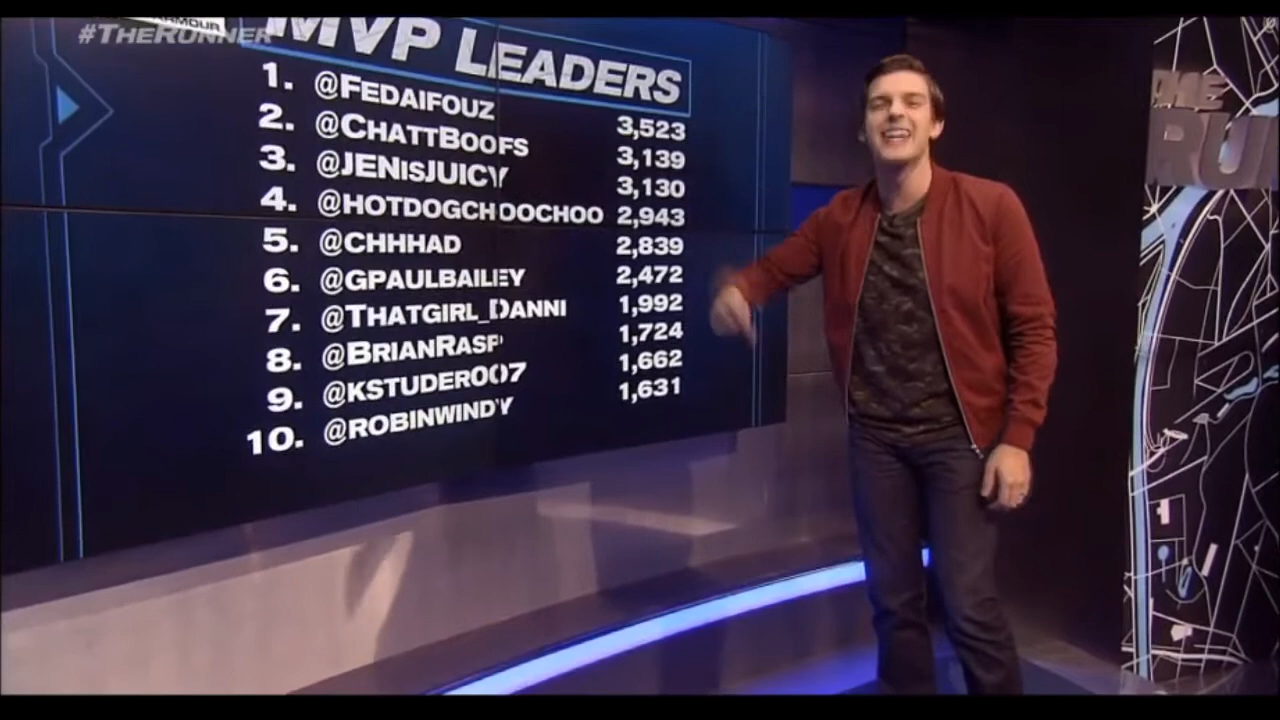 #TheRunner
MVP Leaders
1. @Fedaifouz 3,523
2. @ChattBoofs 3,139
3. @JENisJUICY 3,130
4. @HOTDOGCHOOCHOO 2,943
5. @CHHHAD 2,839
6. @GPAULBAILEY 2,472
7. @Thatgirl_Danni 1,992
8. @BrianRasp 1,724
9. @KSTUDER007 1,662
10. @ROBINWINDY 1,631
THE
RU